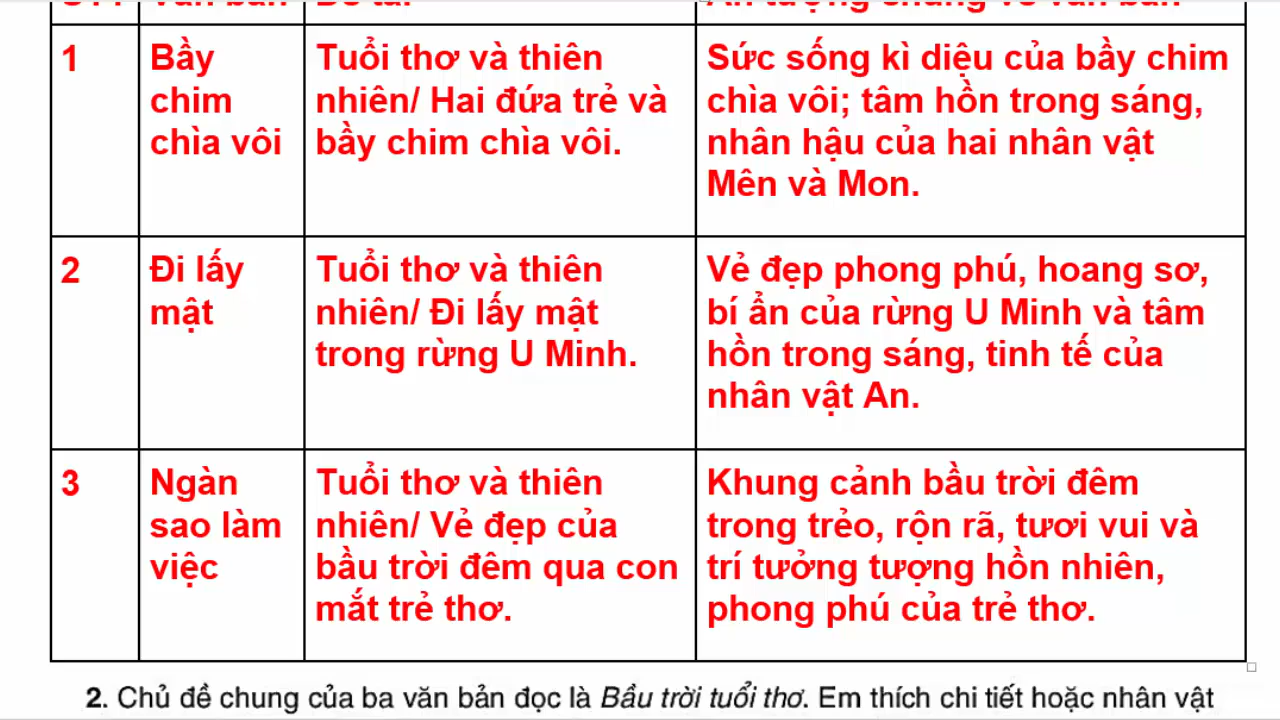 1
Bầy
chim
chìa vôi
Tuổi thơ và thiên
nhiên/ Hai đứa trẻ và
bầy chim chìa vôi.
Sức sống kì diệu của bầy chim
chìa vôi; tâm hồn trong sáng,
nhân hậu của hai nhân vật
Mên và Mon.
2
Đi lấy
mật
Tuổi thơ và thiên
nhiên/ Đi lấy mật
trong rừng U Minh.
Vẻ đẹp phong phú, hoang sơ,
bí ẩn của rừng U Minh và tâm
hồn trong sáng, tinh tế của
nhân vật An.
3
Ngàn
sao làm
việc
Tuổi thơ và thiên
nhiên/ Vẻ đẹp của
bầu trời đêm qua con
mắt trẻ thơ.
Khung cảnh bầu trời đêm
trong trẻo, rộn rã, tươi vui và
trí tưởng tượng hồn nhiên,
phong phú của trẻ thơ.
2. Chủ đề chung của ba văn bản đọc là Bầu trời tuổi thơ. Em thích chi tiết hoặc nhân vật